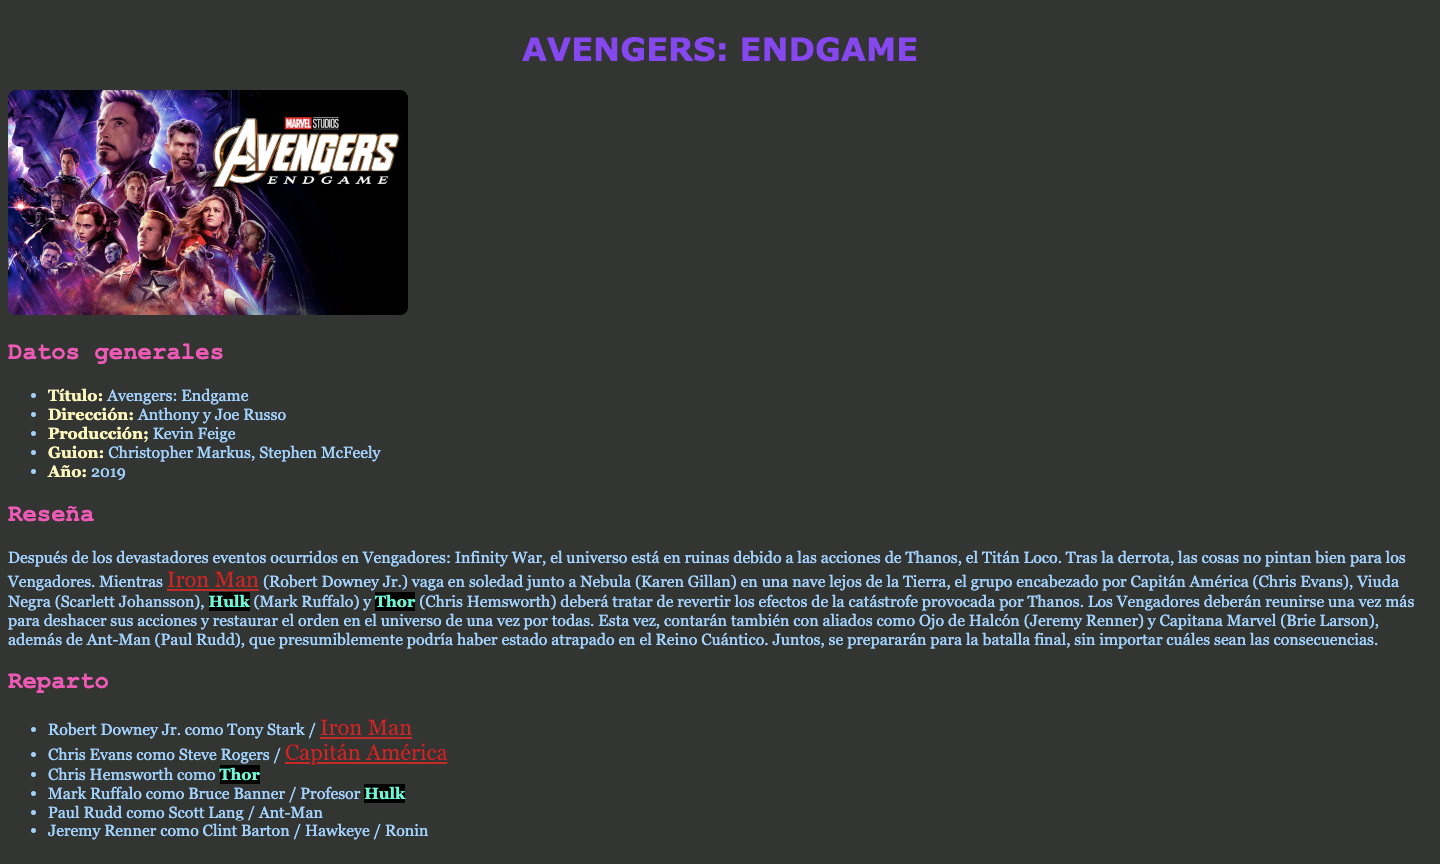 AVENGERS: ENDGAME
MARVEL STUDIOS
AVENGERS
ENDGAME
Datos generales
• Título: Avengers: Endgame
• Dirección: Anthony y Joe Russo
• Producción; Kevin Feige
• Guion: Christopher Markus, Stephen McFeely
• Año: 2019
Reseña
Después de los devastadores eventos ocurridos en Vengadores: Infinity War, el universo está en ruinas debido a las acciones de Thanos, el Titán Loco. Tras la derrota, las cosas no pintan bien para los
Vengadores. Mientras Iron Man (Robert Downey Jr.) vaga en soledad junto a Nebula (Karen Gillan) en una nave lejos de la Tierra, el grupo encabezado por Capitán América (Chris Evans), Viuda
Negra (Scarlett Johansson), Hulk (Mark Ruffalo) y Thor (Chris Hemsworth) deberá tratar de revertir los efectos de la catástrofe provocada por Thanos. Los Vengadores deberán reunirse una vez más
para deshacer sus acciones y restaurar el orden en el universo de una vez por todas. Esta vez, contarán también con aliados como Ojo de Halcón (Jeremy Renner) y Capitana Marvel (Brie Larson),
además de Ant-Man (Paul Rudd), que presumiblemente podría haber estado atrapado en el Reino Cuántico. Juntos, se prepararán para la batalla final, sin importar cuáles sean las consecuencias.
Reparto
• Robert Downey Jr. como Tony Stark / Iron Man
• Chris Evans como Steve Rogers / Capitán América
• Chris Hemsworth como Thor
• Mark Ruffalo como Bruce Banner / Profesor Hulk
• Paul Rudd como Scott Lang / Ant-Man
• Jeremy Renner como Clint Barton / Hawkeye / Ronin